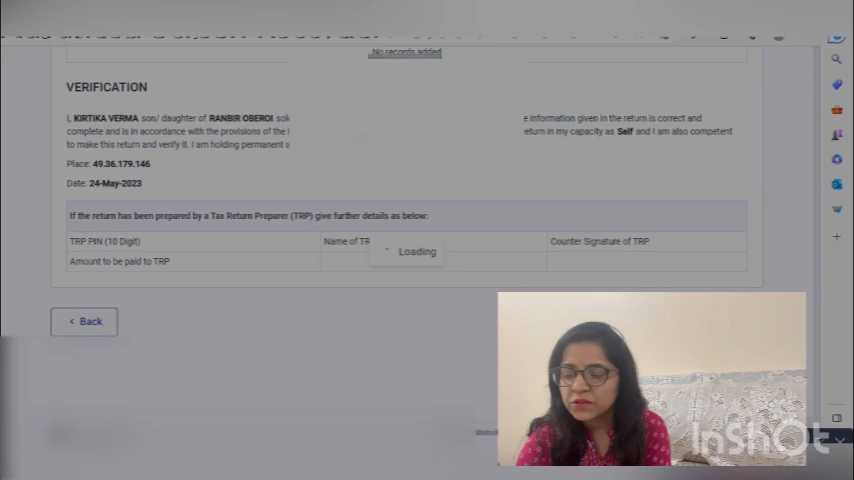 No records added
VERIFICATION
I, KIRTIKA VERMA son/ daughter of RANBIR OBEROI e information given in the return is correct and
complete and is in accordance with the provisions of the return in my capacity as Self and I am also competent
to make this return and verify it. I am holding permanent
Place: 49.36.179.146
Date: 24-May-2023
If the return has been prepared by a Tax Return Preparer (TRP) give further details as below:
TRP PIN (10 Digit) Name of TR Counter Signature of TRP
Loading
Amount to be paid to TRP
< Back
Websit
InShOt